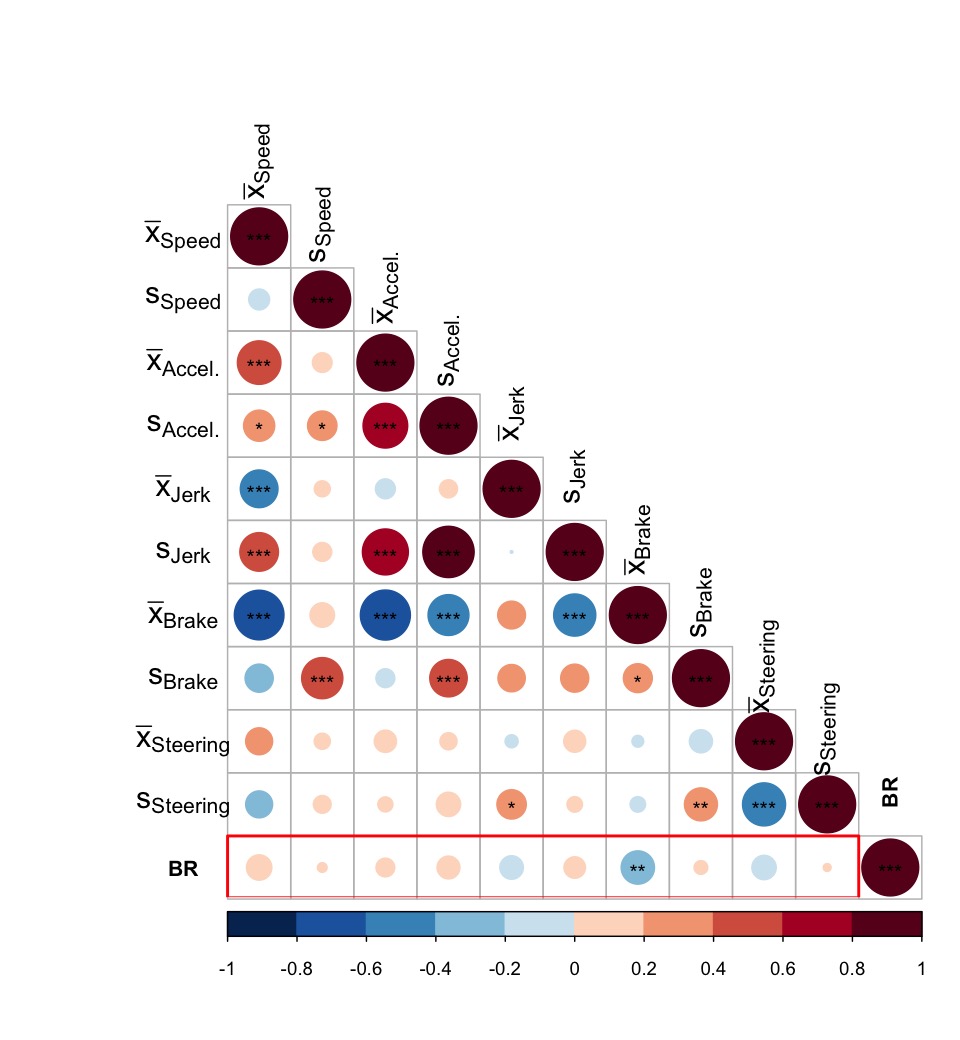 x̄Speed
sSpeed
x̄Accel.
sAccel.
x̄Jerk
sJerk
x̄Brake
sBrake
x̄Steering
sSteering
BR
x̄Speed ***
sSpeed ***
x̄Accel. *** ***
sAccel. * * *** ***
x̄Jerk *** ***
sJerk *** *** *** ***
x̄Brake *** *** *** *** ***
sBrake *** *** * ***
x̄Steering ***
sSteering * ** *** ***
BR ** ***
-1 -0.8 -0.6 -0.4 -0.2 0 0.2 0.4 0.6 0.8 1